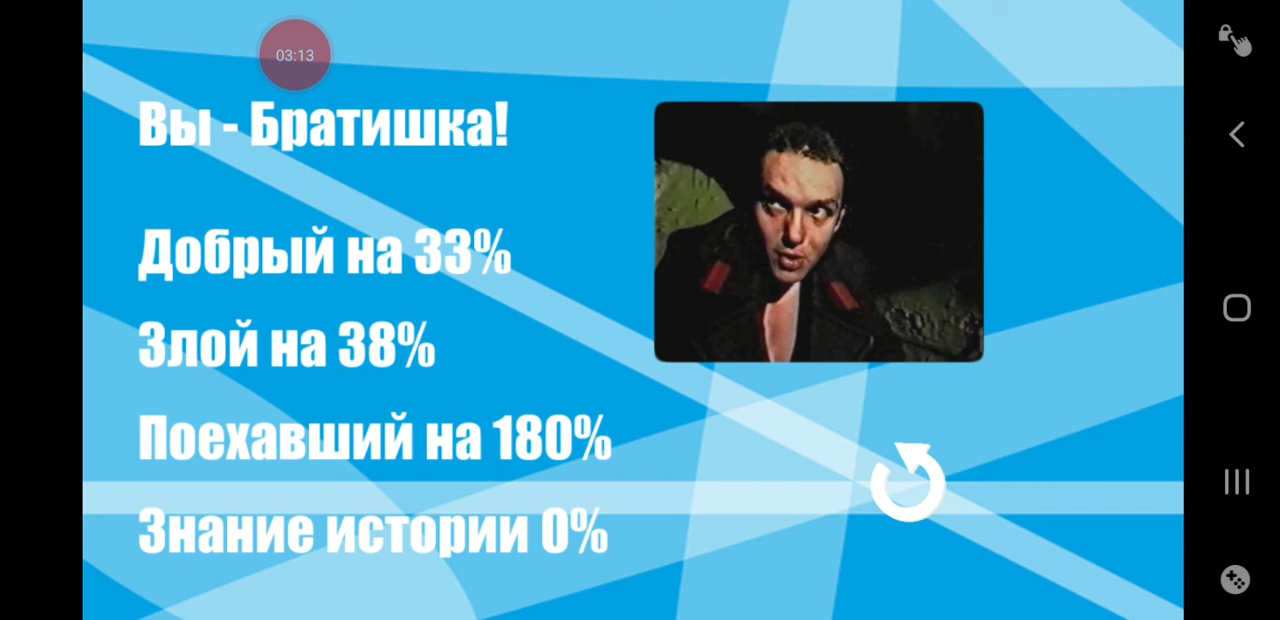 03:13
Вы - Братишка!
Добрый на 33%
Злой на 38%
Поехавший на 180%
Знание истории 0%